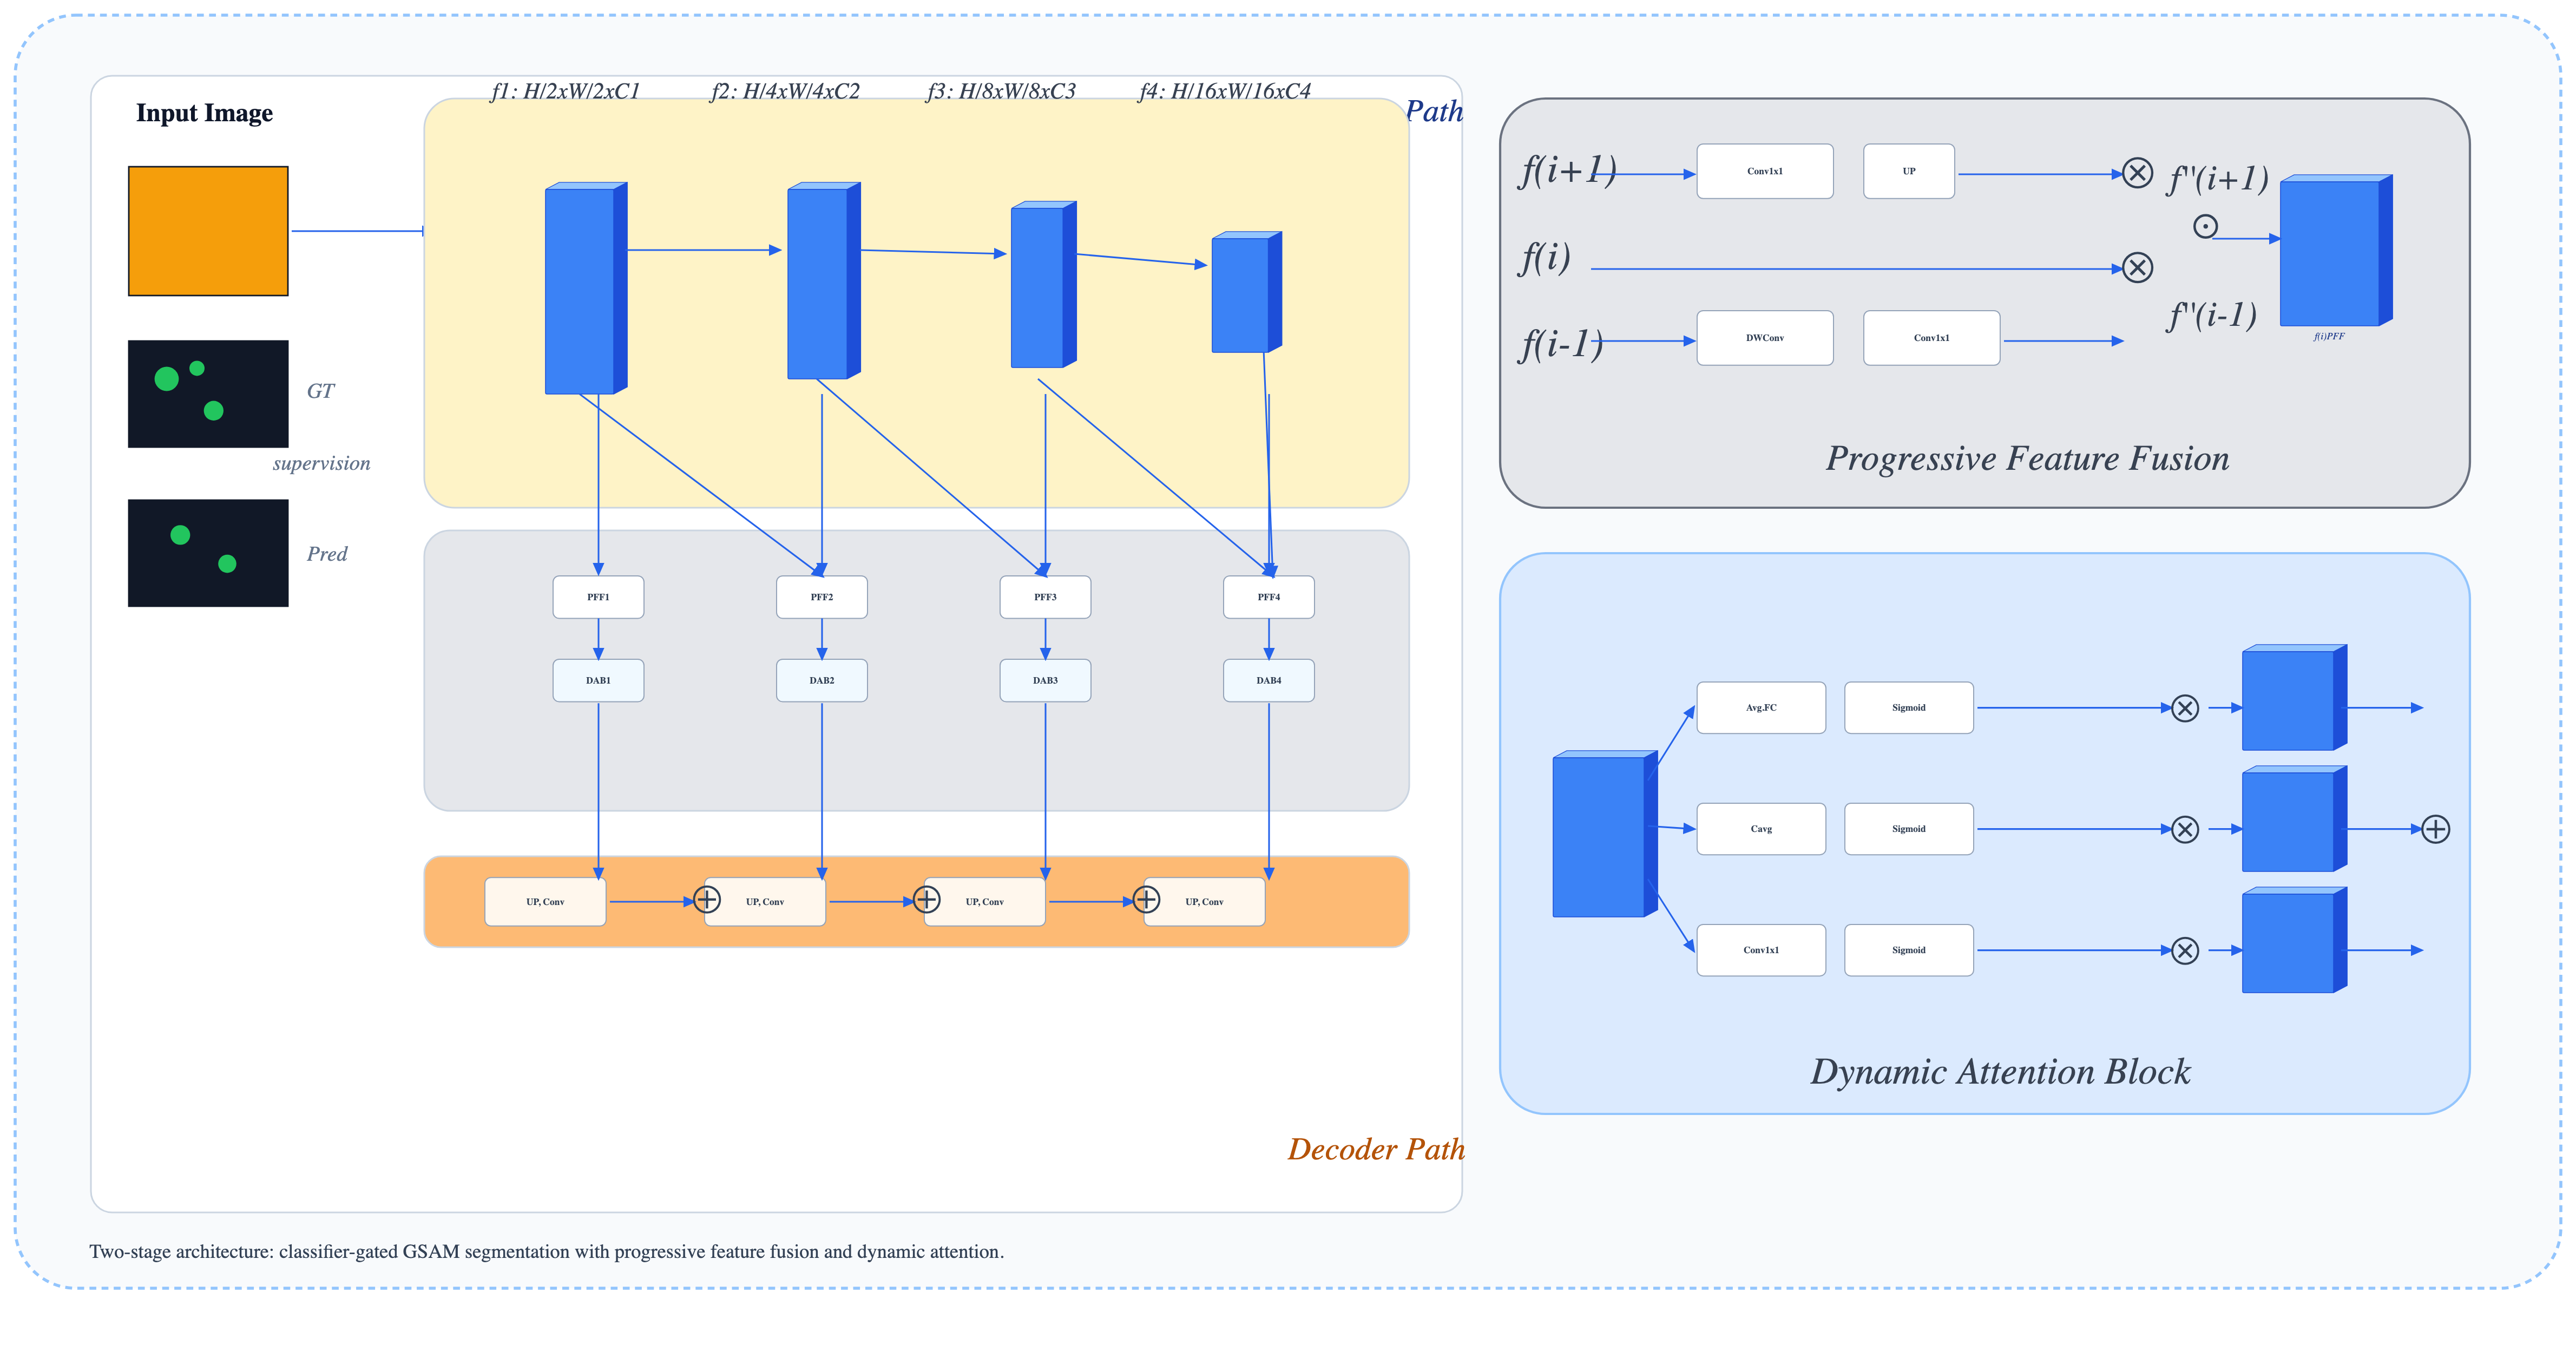 f1: H/2xW/2xC1
f2: H/4xW/4xC2
f3: H/8xW/8xC3
f4: H/16xW/16xC4
Input Image
Path
GT
supervision
Pred
PFF1
PFF2
PFF3
PFF4
DAB1
DAB2
DAB3
DAB4
UP, Conv
UP, Conv
UP, Conv
UP, Conv
Decoder Path
f(i+1)
Conv1x1
UP
f''(i+1)
f(i)
f(i-1)
DWConv
Conv1x1
f''(i-1)
f(i)PFF
Progressive Feature Fusion
Avg.FC
Sigmoid
Cavg
Sigmoid
Conv1x1
Sigmoid
Dynamic Attention Block
Two-stage architecture: classifier-gated GSAM segmentation with progressive feature fusion and dynamic attention.